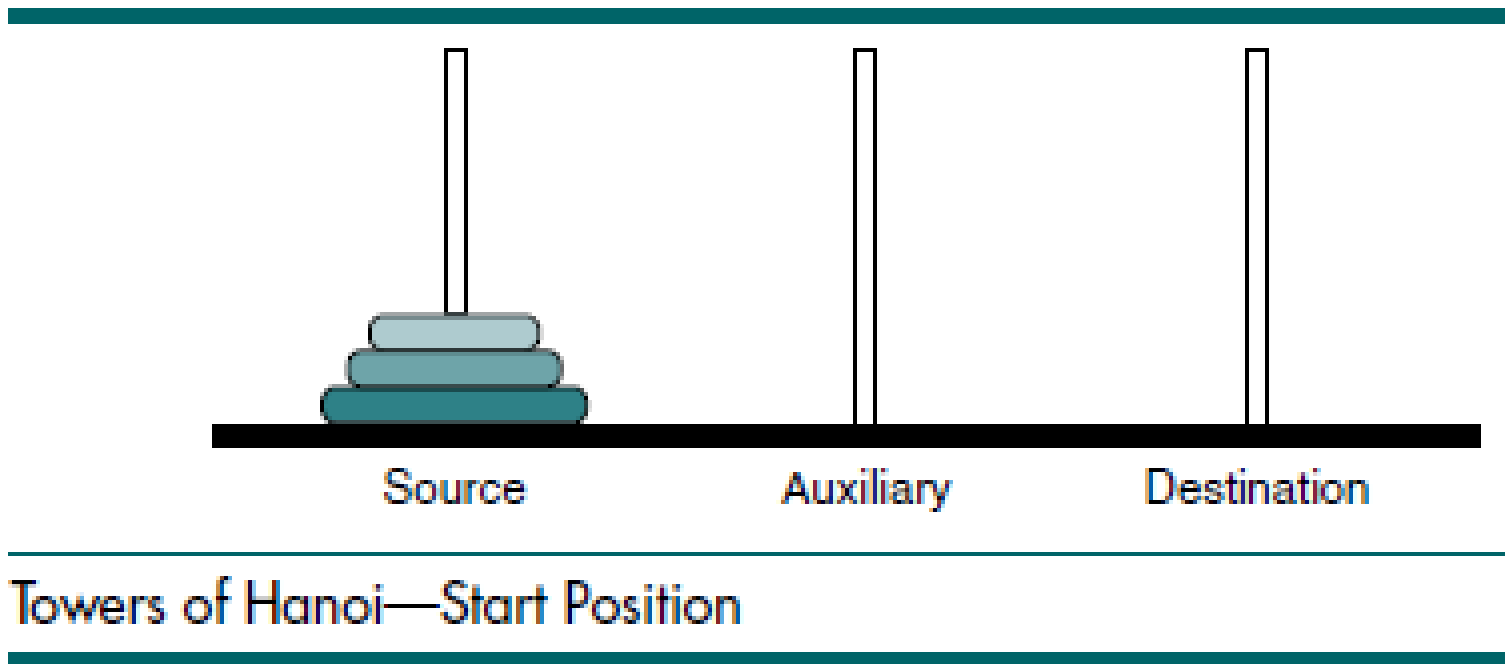 Source Auxiliary Destination
Towers of Hanoi—Start Position